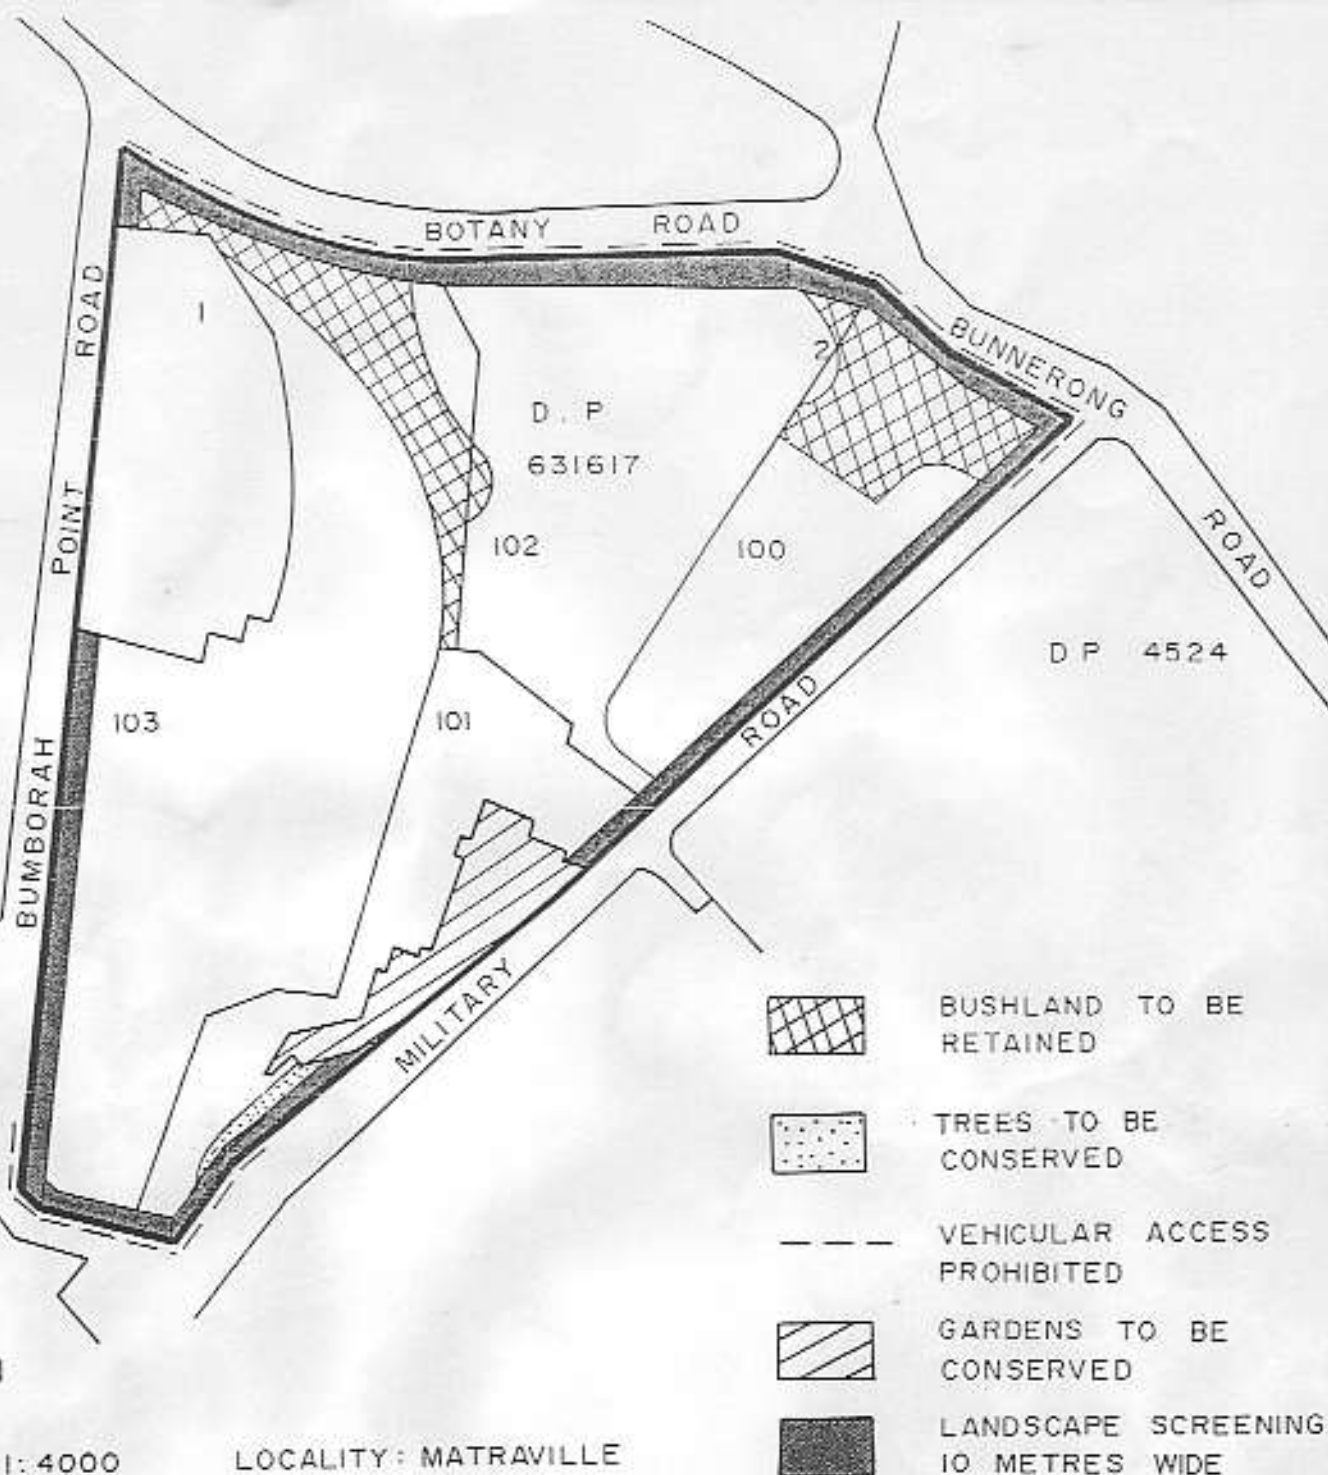 BOTANY ROAD
BUNNERONG
ROAD
BUMBORAH POINT ROAD
1
2
D.P.
631617
102
100
103
101
MILITARY ROAD
DP 4524
BUSHLAND TO BE
RETAINED
TREES TO BE
CONSERVED
VEHICULAR ACCESS
PROHIBITED
GARDENS TO BE
CONSERVED
LANDSCAPE SCREENING
10 METRES WIDE
1:4000
LOCALITY: MATRAVILLE